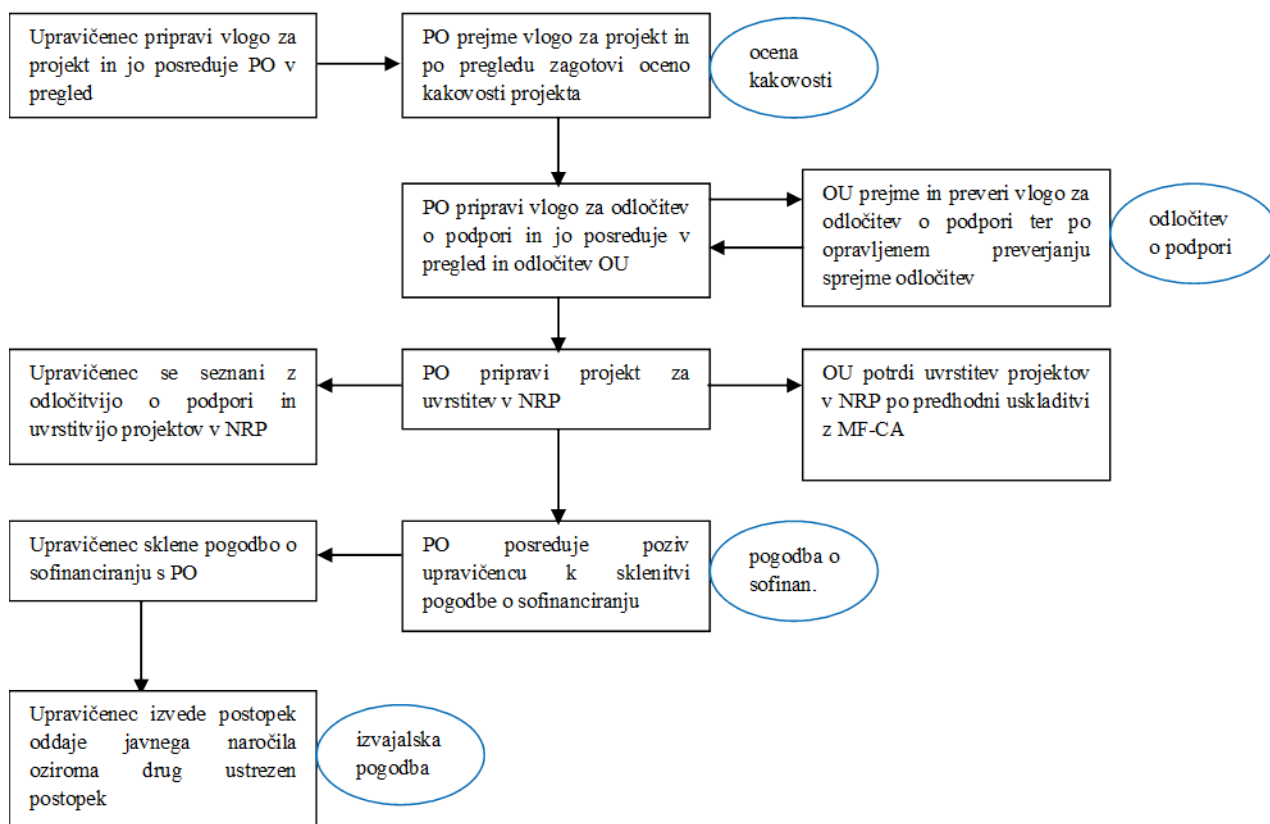 Upravičenec pripravi vlogo za
projekt in jo posreduje PO v
pregled
PO prejme vlogo za projekt in
po pregledu zagotovi oceno
kakovosti projekta
ocena
kakovosti
PO pripravi vlogo za odločitev
o podpori in jo posreduje v
pregled in odločitev OU
OU prejme in preveri vlogo za
odločitev o podpori ter po
opravljenem preverjanju
sprejme odločitev
odločitev
o podpori
Upravičenec se seznani z
odločitvijo o podpori in
uvrstitvijo projektov v NRP
PO pripravi projekt za
uvrstitev v NRP
OU potrdi uvrstitev projektov
v NRP po predhodni uskladitvi
z MF-CA
Upravičenec sklene pogodbo o
sofinanciranju s PO
PO posreduje poziv
upravičencu k sklenitvi
pogodbe o sofinanciranju
pogodba o
sofinan.
Upravičenec izvede postopek
oddaje javnega naročila
oziroma drug ustrezen
postopek
izvajalska
pogodba